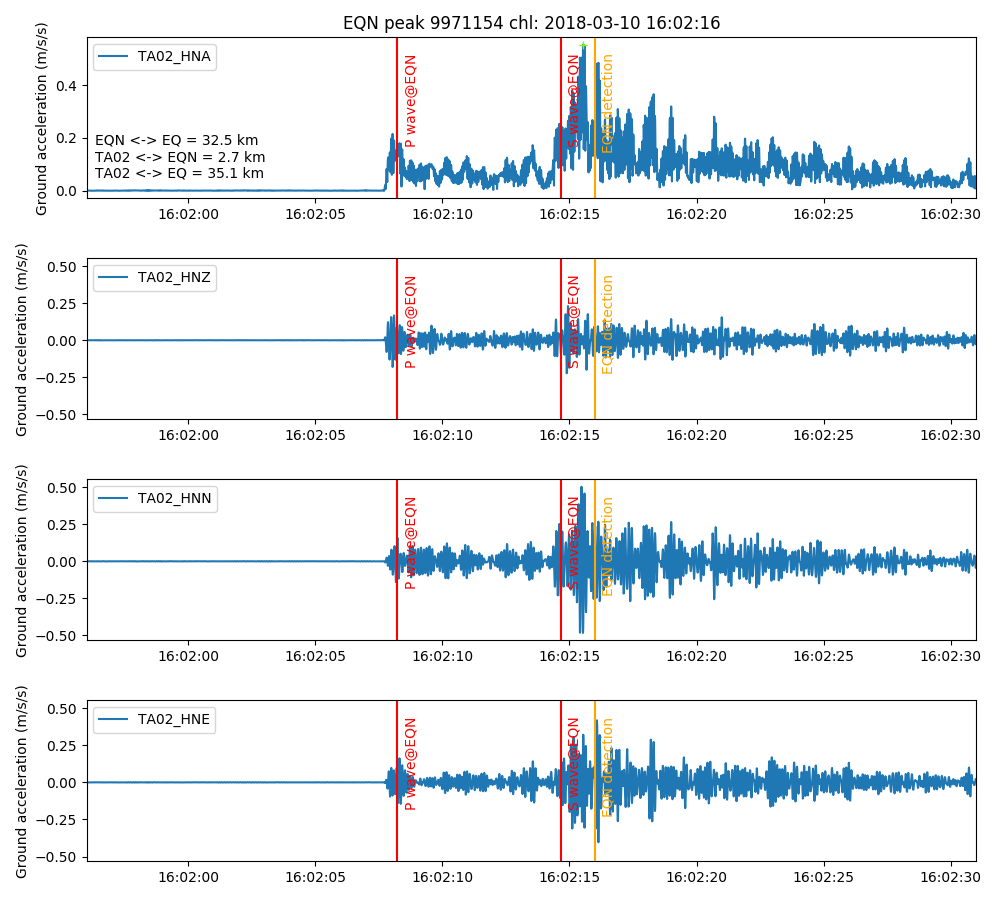 EQN peak 9971154 chl: 2018-03-10 16:02:16
Ground acceleration (m/s/s)
0.4
0.2
0.0
TA02_HNA
EQN <-> EQ = 32.5 km
TA02 <-> EQN = 2.7 km
TA02 <-> EQ = 35.1 km
P wave@EQN
S wave@EQN
EQN detection
16:02:00 16:02:05 16:02:10 16:02:15 16:02:20 16:02:25 16:02:30
Ground acceleration (m/s/s)
0.50
0.25
0.00
−0.25
−0.50
TA02_HNZ
P wave@EQN
S wave@EQN
EQN detection
16:02:00 16:02:05 16:02:10 16:02:15 16:02:20 16:02:25 16:02:30
Ground acceleration (m/s/s)
0.50
0.25
0.00
−0.25
−0.50
TA02_HNN
P wave@EQN
S wave@EQN
EQN detection
16:02:00 16:02:05 16:02:10 16:02:15 16:02:20 16:02:25 16:02:30
Ground acceleration (m/s/s)
0.50
0.25
0.00
−0.25
−0.50
TA02_HNE
P wave@EQN
S wave@EQN
EQN detection
16:02:00 16:02:05 16:02:10 16:02:15 16:02:20 16:02:25 16:02:30